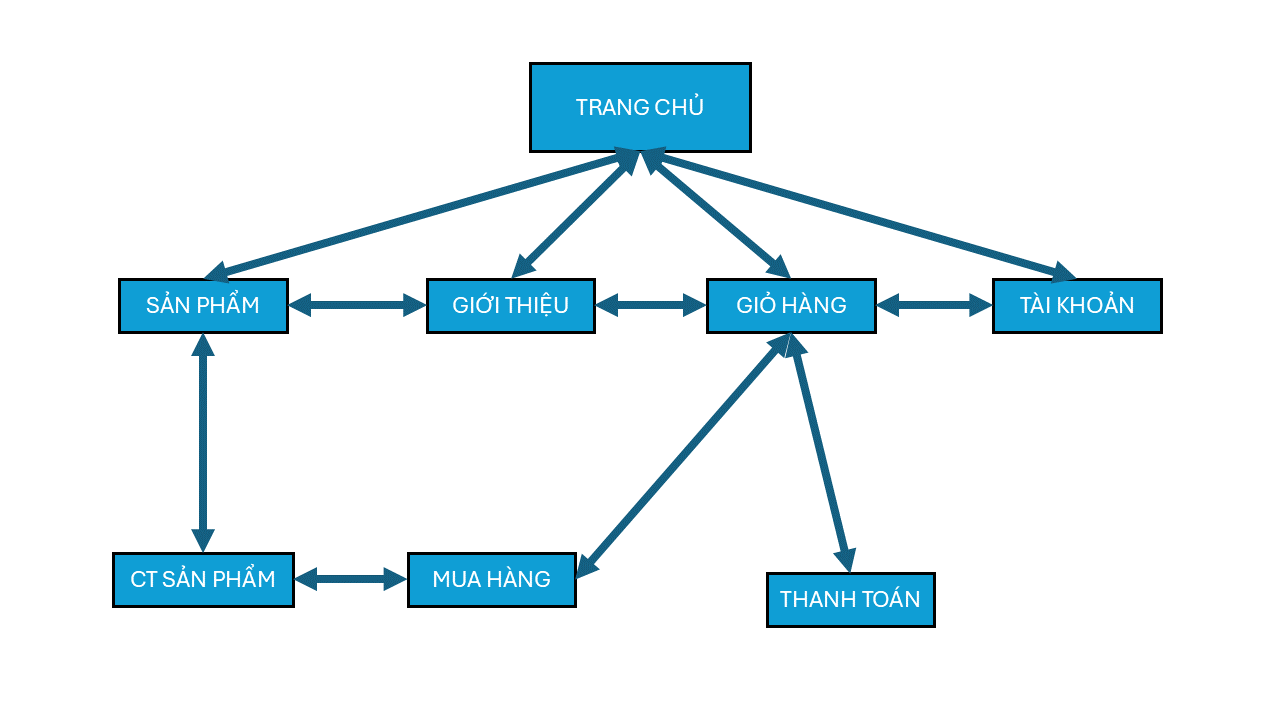 TRANG CHỦ
SẢN PHẨM
GIỚI THIỆU
GIỎ HÀNG
TÀI KHOẢN
CT SẢN PHẨM
MUA HÀNG
THANH TOÁN